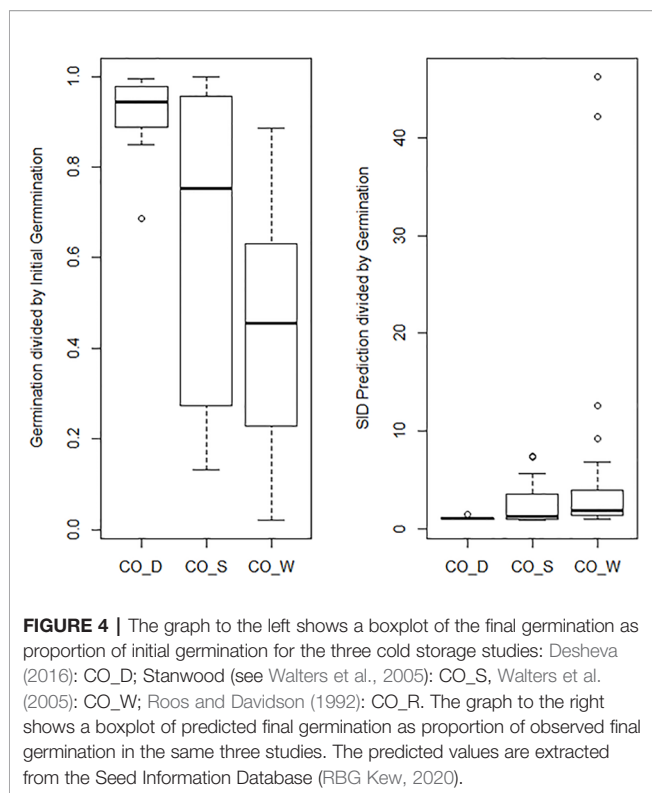 Germination divided by Initial Germmination
1.0
0.8
0.6
0.4
0.2
0.0
CO_D
CO_S
CO_W
SID Prediction divided by Germination
40
30
20
10
0
CO_D
CO_S
CO_W
FIGURE 4 | The graph to the left shows a boxplot of the final germination as
proportion of initial germination for the three cold storage studies: Desheva
(2016): CO_D; Stanwood (see Walters et al., 2005): CO_S, Walters et al.
(2005): CO_W; Roos and Davidson (1992): CO_R. The graph to the right
shows a boxplot of predicted final germination as proportion of observed final
germination in the same three studies. The predicted values are extracted
from the Seed Information Database (RBG Kew, 2020).